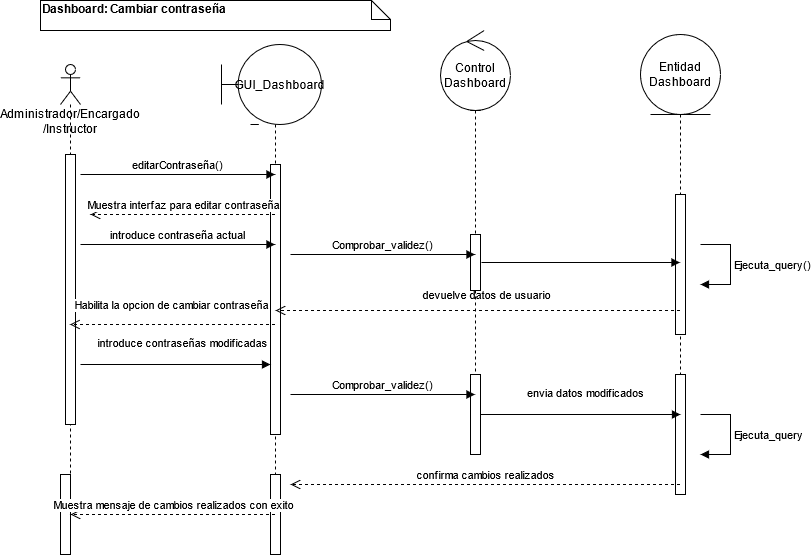 Dashboard: Cambiar contraseña
Administrador/Encargado
/Instructor
GUI_Dashboard
Control
Dashboard
Entidad
Dashboard
editarContraseña()
Muestra interfaz para editar contraseña
introduce contraseña actual
Comprobar_validez()
Ejecuta_query()
devuelve datos de usuario
Habilita la opcion de cambiar contraseña
introduce contraseñas modificadas
Comprobar_validez()
envia datos modificados
Ejecuta_query
confirma cambios realizados
Muestra mensaje de cambios realizados con exito